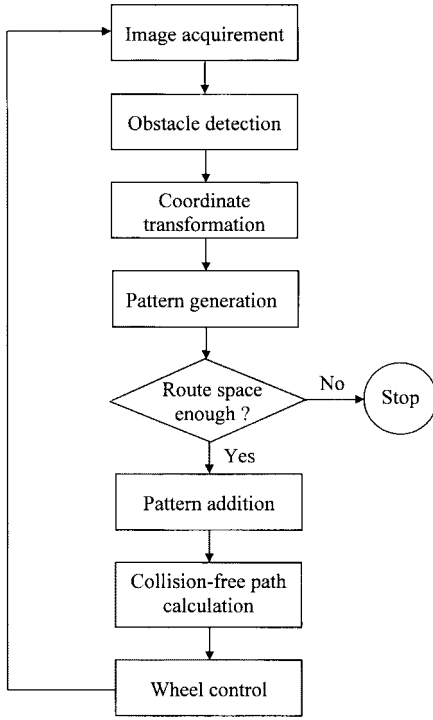 Image acquirement
Obstacle detection
Coordinate
transformation
Pattern generation
Route space
enough ?
No
Stop
Yes
Pattern addition
Collision-free path
calculation
Wheel control